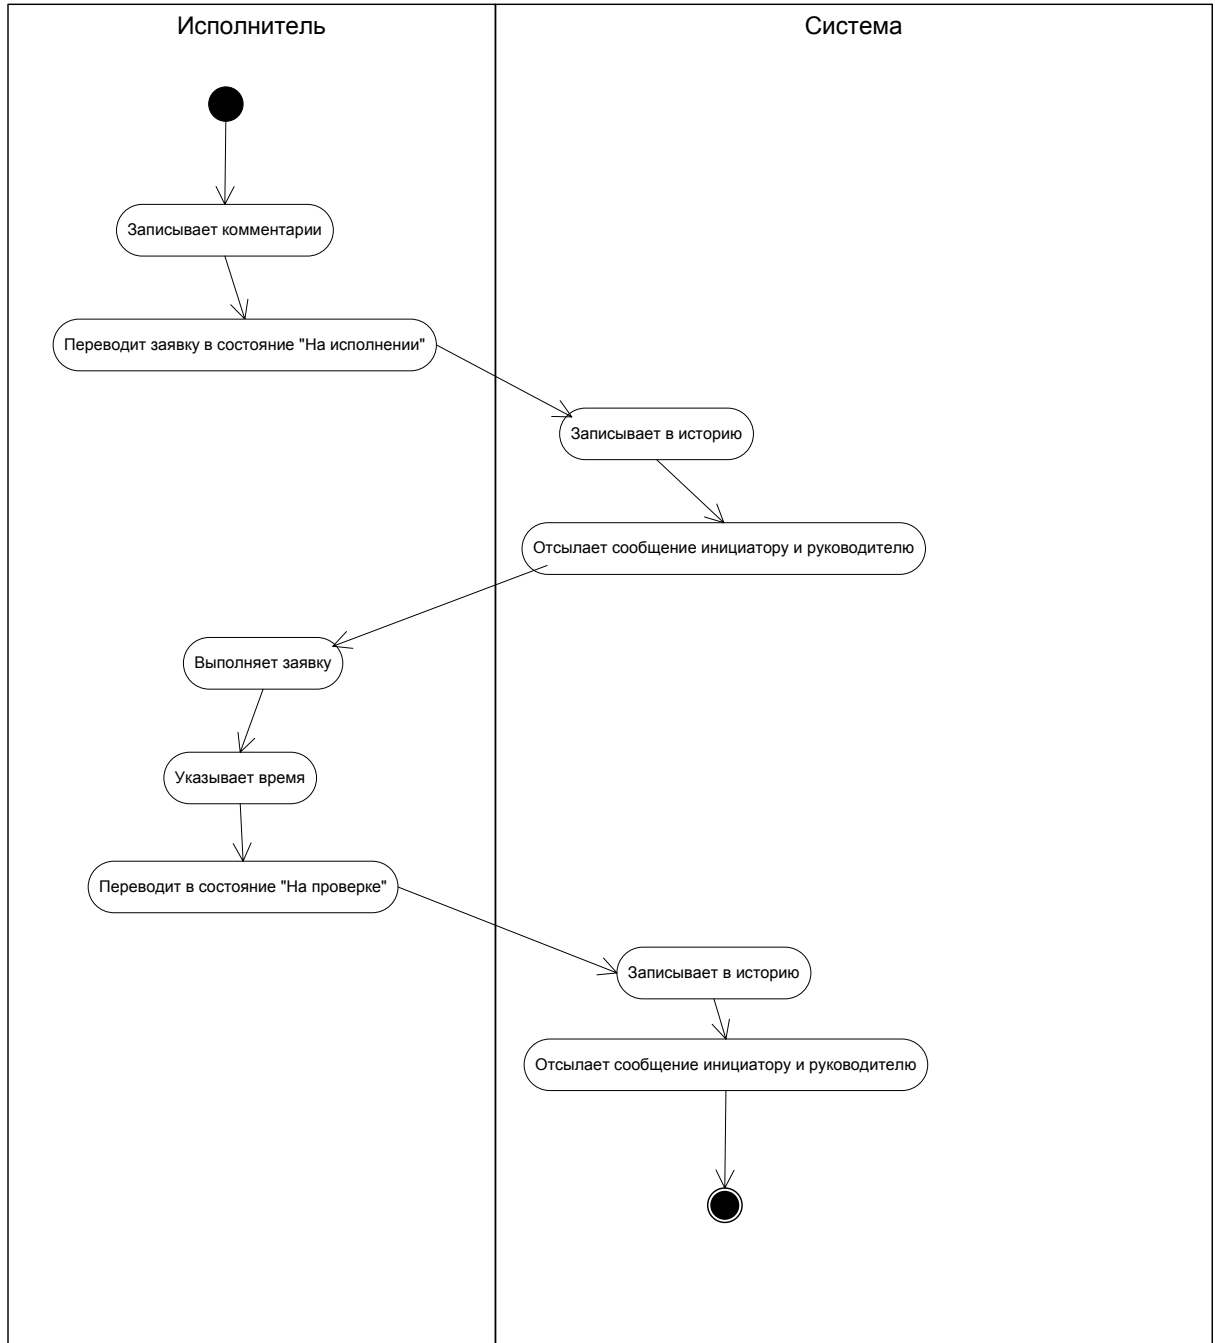 Исполнитель
Система
Записывает комментарии
Переводит заявку в состояние "На исполнении"
Записывает в историю
Отсылает сообщение инициатору и руководителю
Выполняет заявку
Указывает время
Переводит в состояние "На проверке"
Записывает в историю
Отсылает сообщение инициатору и руководителю